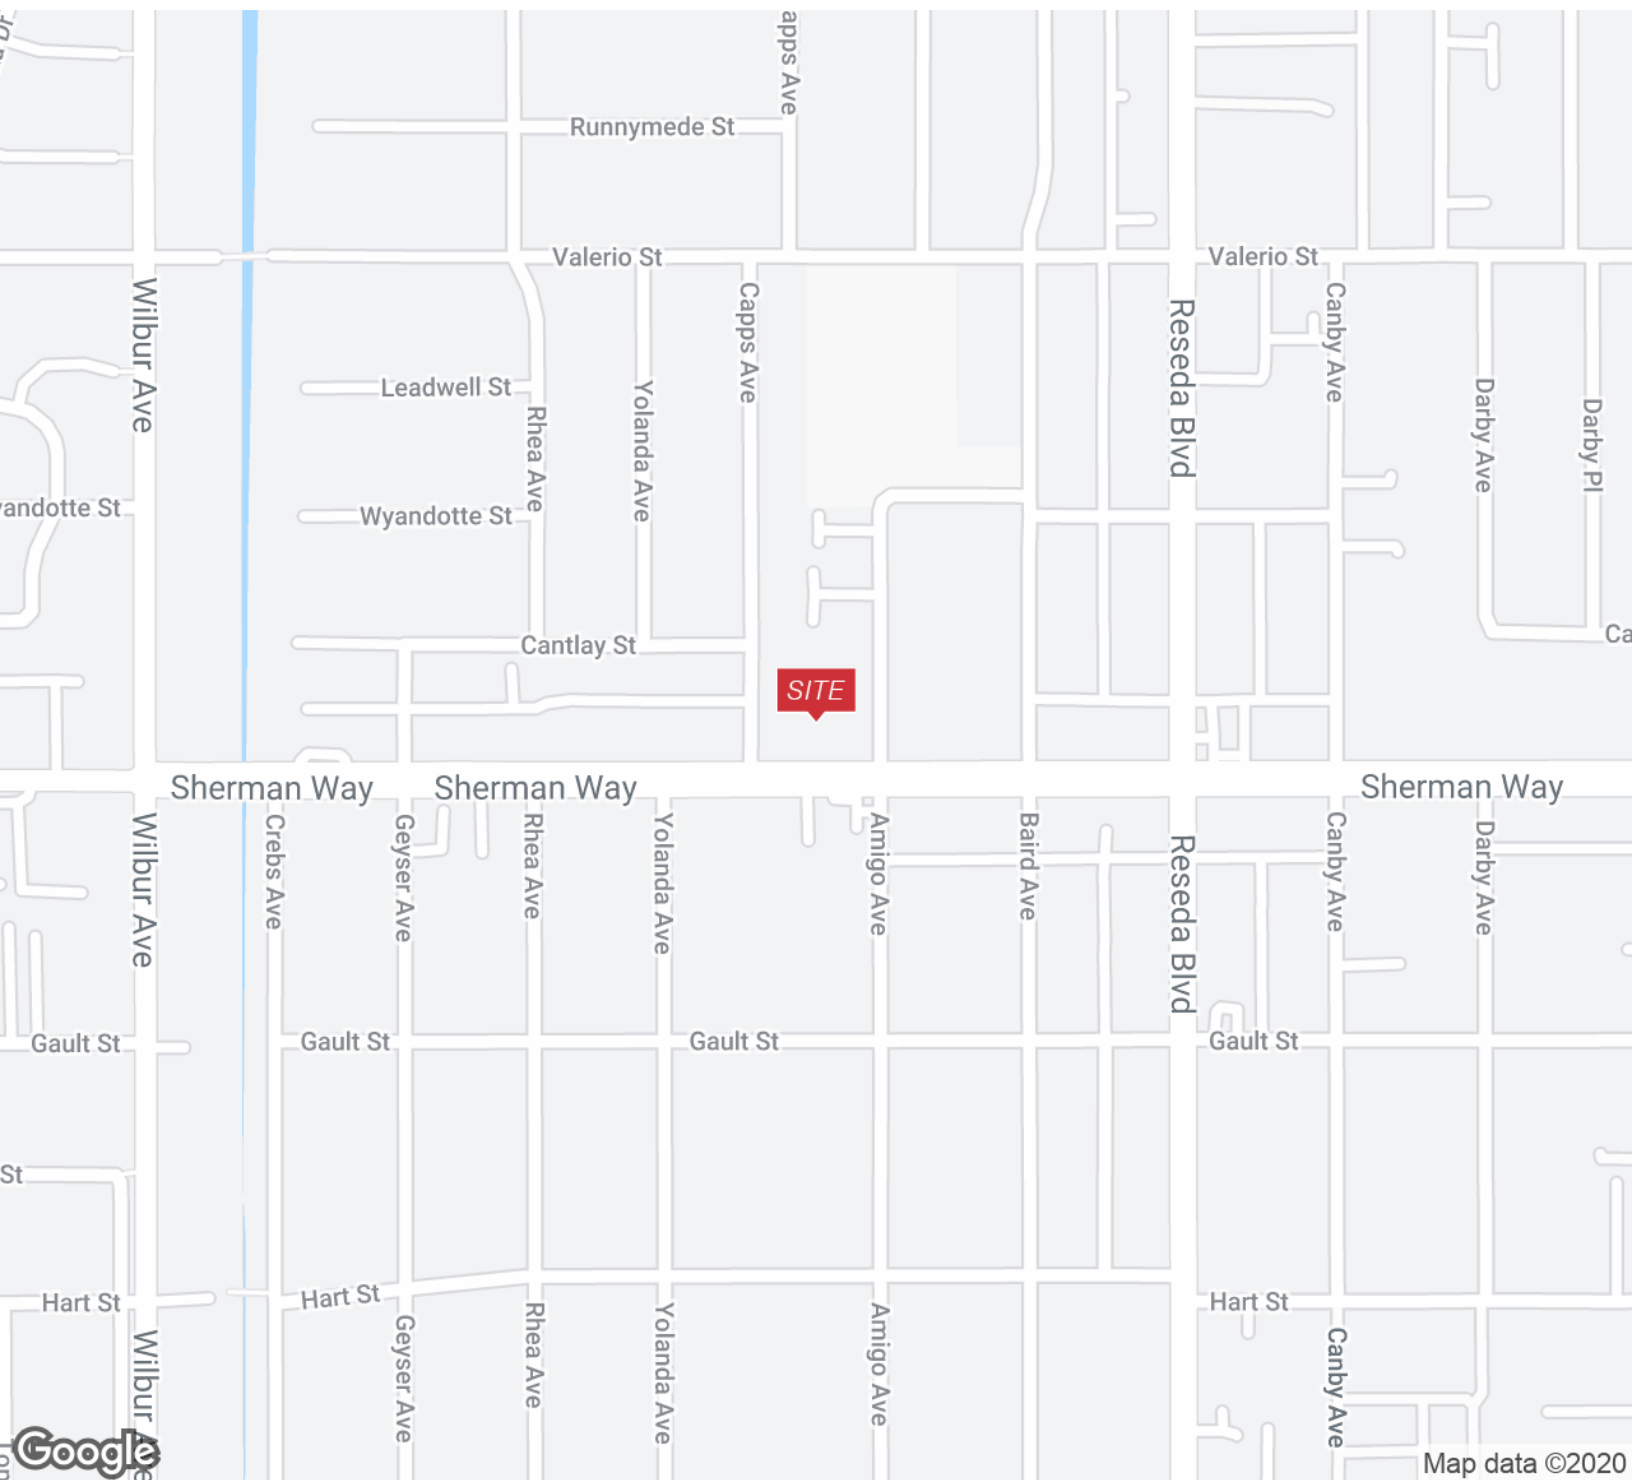 apps Ave
Runnymede St
Valerio St
Valerio St
Wilbur Ave
Capps Ave
Reseda Blvd
Canby Ave
Leadwell St
Yolanda Ave
Rhea Ave
Darby Ave
Darby Pl
yandotte St
Wyandotte St
Cantlay St
Ca
SITE
Sherman Way
Sherman Way
Sherman Way
Wilbur Ave
Crebs Ave
Geyser Ave
Rhea Ave
Yolanda Ave
Amigo Ave
Baird Ave
Reseda Blvd
Canby Ave
Darby Ave
Gault St
Gault St
Gault St
Gault St
St
Hart St
Hart St
Hart St
Wilbur Ave
Geyser Ave
Rhea Ave
Yolanda Ave
Amigo Ave
Canby Ave
Google
Map data ©2020